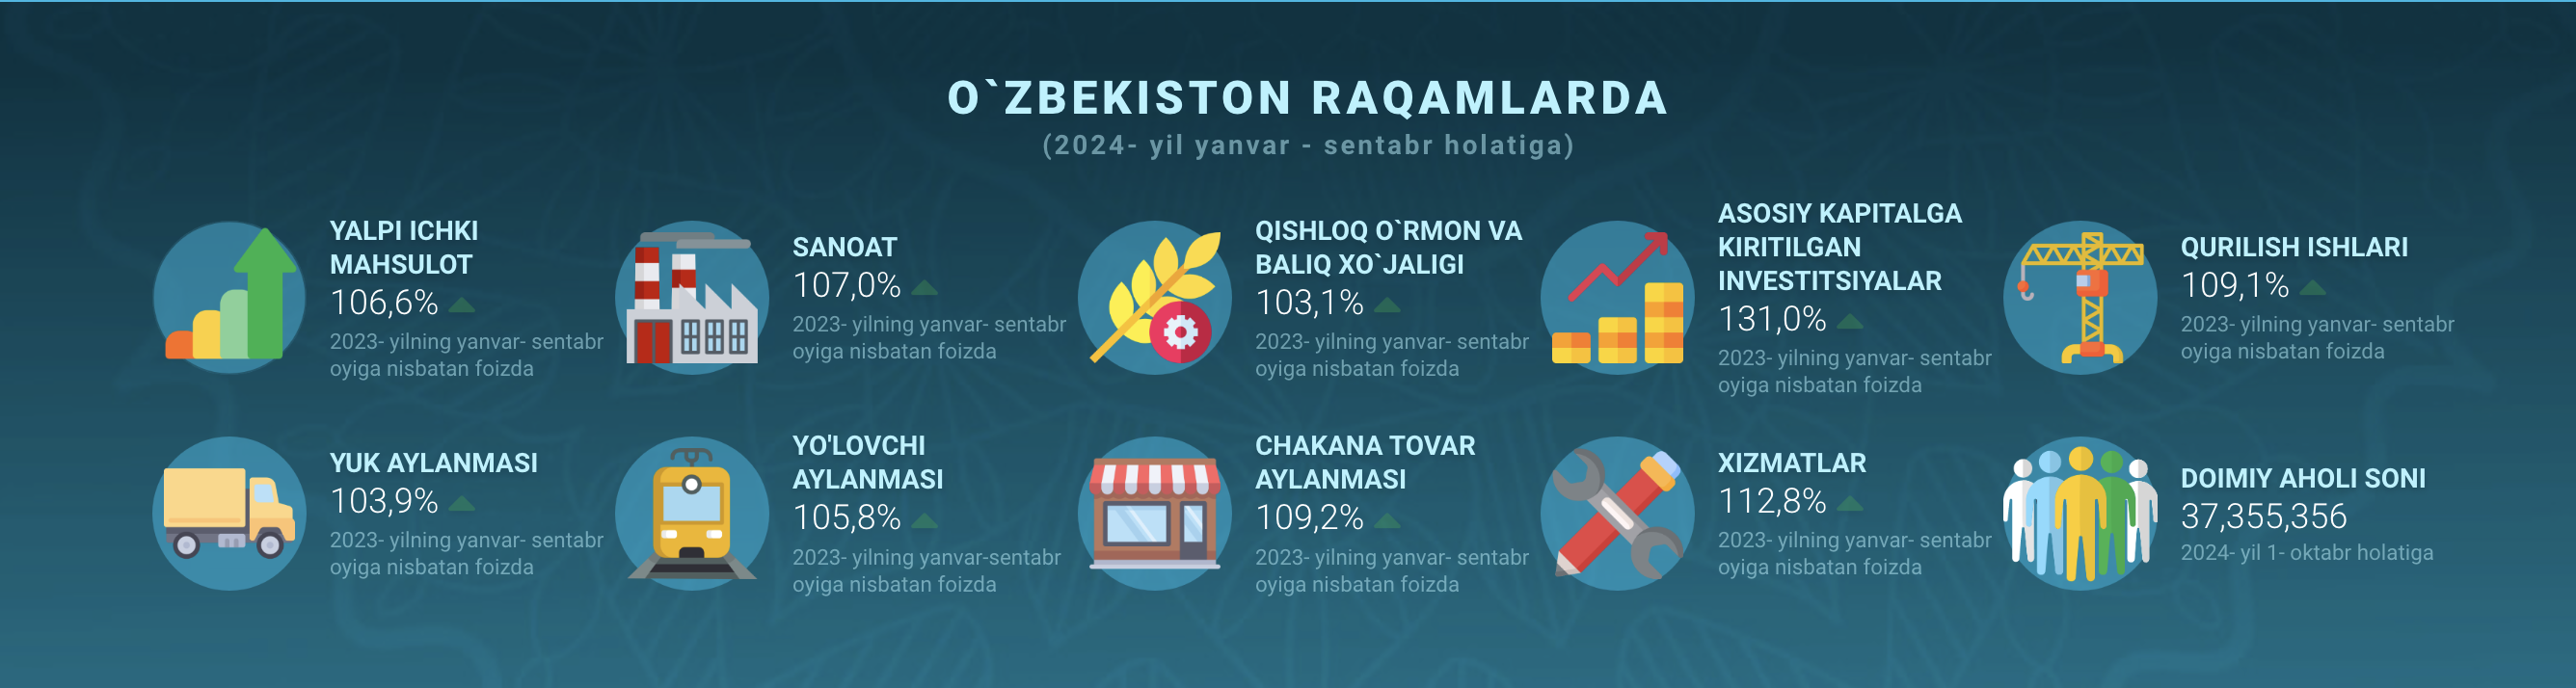 O`ZBEKISTON RAQAMLARDA
(2024- yil yanvar - sentabr holatiga)
YALPI ICHKI
MAHSULOT
106,6%
2023- yilning yanvar- sentabr
oyiga nisbatan foizda
SANOAT
107,0%
2023- yilning yanvar- sentabr
oyiga nisbatan foizda
QISHLOQ O`RMON VA
BALIQ XO`JALIGI
103,1%
2023- yilning yanvar- sentabr
oyiga nisbatan foizda
ASOSIY KAPITALGA
KIRITILGAN
INVESTITSIYALAR
131,0%
2023- yilning yanvar- sentabr
oyiga nisbatan foizda
QURILISH ISHLARI
109,1%
2023- yilning yanvar- sentabr
oyiga nisbatan foizda
YUK AYLANMASI
103,9%
2023- yilning yanvar- sentabr
oyiga nisbatan foizda
YO'LOVCHI
AYLANMASI
105,8%
2023- yilning yanvar-sentabr
oyiga nisbatan foizda
CHAKANA TOVAR
AYLANMASI
109,2%
2023- yilning yanvar- sentabr
oyiga nisbatan foizda
XIZMATLAR
112,8%
2023- yilning yanvar- sentabr
oyiga nisbatan foizda
DOIMIY AHOLI SONI
37,355,356
2024- yil 1- oktabr holatiga